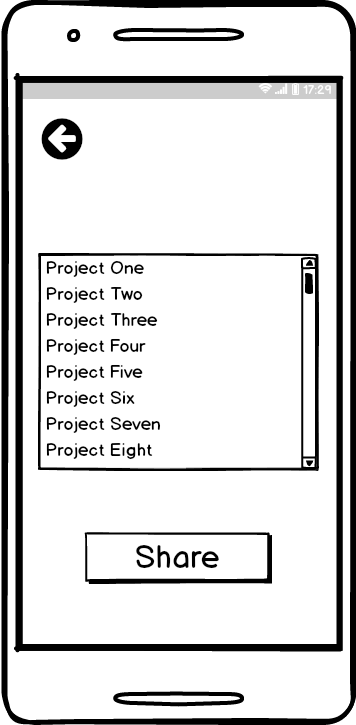 17:29
Project One
Project Two
Project Three
Project Four
Project Five
Project Six
Project Seven
Project Eight
Share